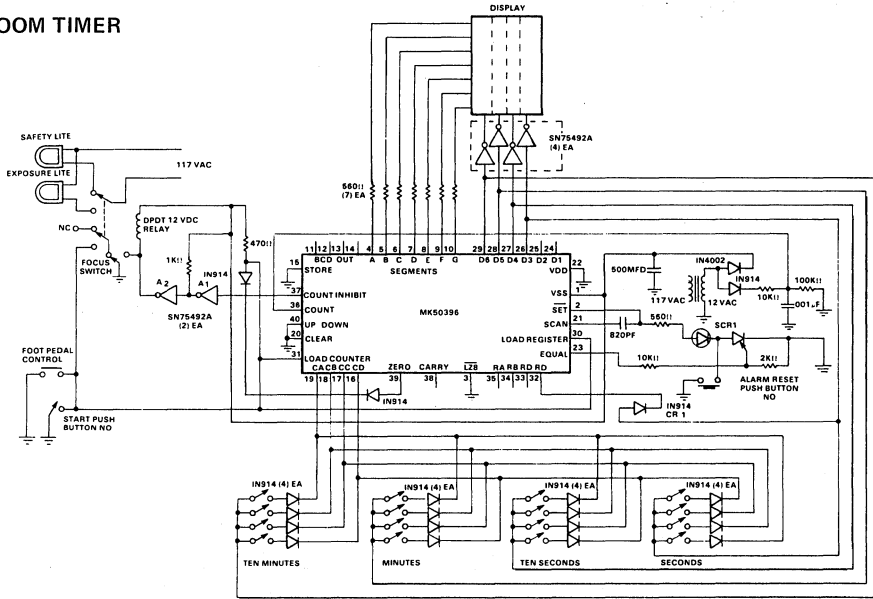 OOM TIMER
DISPLAY
SN75492A
(4) EA
SAFETY LITE
117 VAC
EXPOSURE LITE
560Ω
(7) EA
DPDT 12 VDC
RELAY
NC
1KΩ
470Ω
FOCUS
SWITCH
IN914
A2
A1
SN75492A
(2) EA
11 12 13 14 4 5 6 7 8 9 10 29 28 27 26 25 24
BCD OUT A B C D E F G D6 D5 D4 D3 D2 D1
SEGMENTS
15
STORE
37
COUNT INHIBIT
36
COUNT
40
UP DOWN
20
CLEAR
31
LOAD COUNTER
MK50396
22
VDD
1
VSS
2
SET
21
SCAN
30
LOAD REGISTER
23
EQUAL
CA CB CC CD ZERO CARRY LZB RA RB RD RD
19 18 17 16 39 38 3 35 34 33 32
500MFD
IN4002
IN914
117 VAC
12 VAC
10KΩ
100KΩ
001 µF
820PF
560Ω
SCR1
10KΩ
2KΩ
ALARM RESET
PUSH BUTTON
NO
FOOT PEDAL
CONTROL
START PUSH
BUTTON NO
IN914
IN914
CR 1
IN914 (4) EA
IN914 (4) EA
IN914 (4) EA
IN914 (4) EA
TEN MINUTES
MINUTES
TEN SECONDS
SECONDS